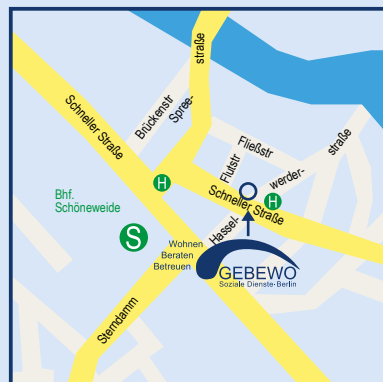 Spree-
straße
Brückenstr
Schneller Straße
Fließstr
Flutstr
Hassel-
werder-
straße
H
H
Schneller Straße
Bhf.
Schöneweide
S
Wohnen
Beraten
Betreuen
GEBEWO
Soziale Dienste·Berlin
Sterndamm